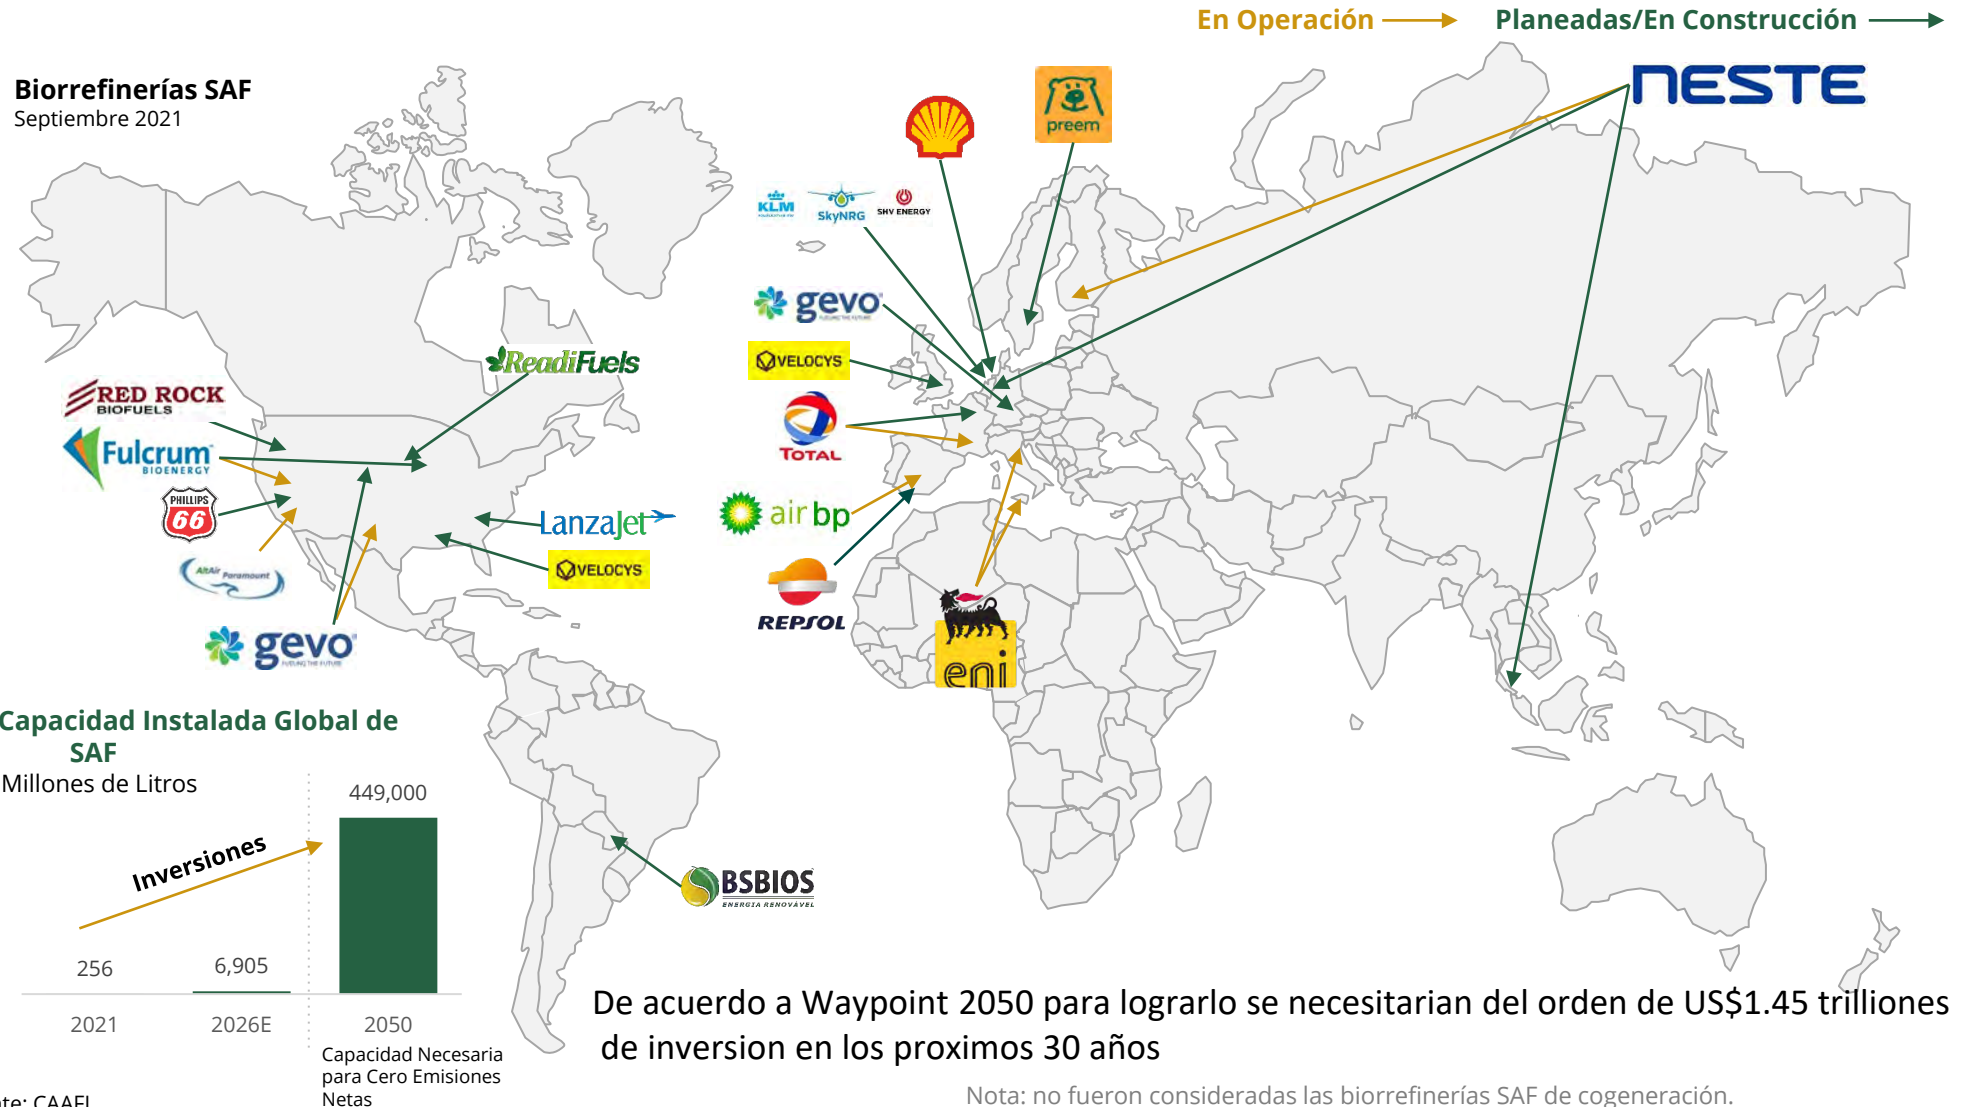 En Operación
Planeadas/En Construcción
Biorrefinerías SAF
Septiembre 2021
NESTE
preem
KLM
SkyNRG
SHV ENERGY
gevo
VELOCYS
TOTAL
air bp
REPSOL
eni
ReadiFuels
RED ROCK
BIOFUELS
Fulcrum
BIOENERGY
PHILLIPS
66
AltAir Paramount
gevo
LanzaJet
VELOCYS
BSBIOS
ENERGIA RENOVÁVEL
Capacidad Instalada Global de
SAF
Millones de Litros
449,000
Inversiones
256
6,905
2021
2026E
2050
Capacidad Necesaria
para Cero Emisiones
Netas
De acuerdo a Waypoint 2050 para lograrlo se necesitarian del orden de US$1.45 trilliones
de inversion en los proximos 30 años
Nota: no fueron consideradas las biorrefinerías SAF de cogeneración.